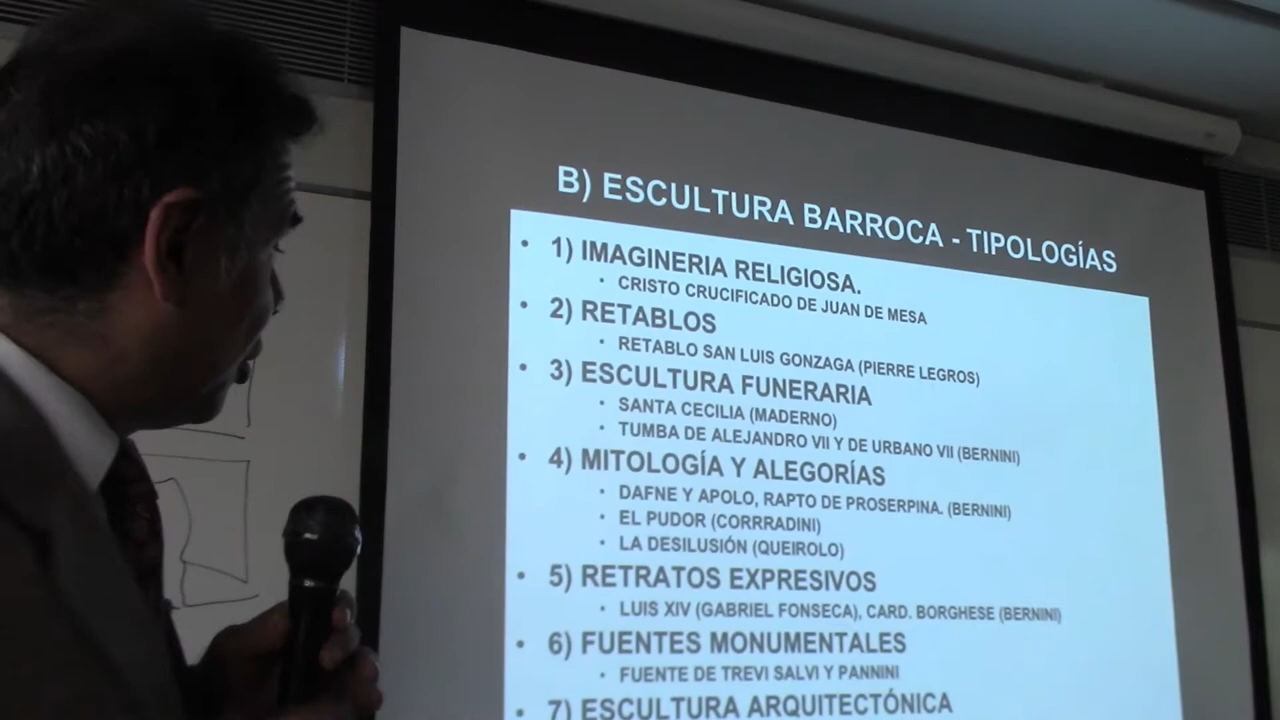 B) ESCULTURA BARROCA - TIPOLOGÍAS
• 1) IMAGINERIA RELIGIOSA.
• CRISTO CRUCIFICADO DE JUAN DE MESA
• 2) RETABLOS
• RETABLO SAN LUIS GONZAGA (PIERRE LEGROS)
• 3) ESCULTURA FUNERARIA
• SANTA CECILIA (MADERNO)
• TUMBA DE ALEJANDRO VII Y DE URBANO VII (BERNINI)
• 4) MITOLOGÍA Y ALEGORÍAS
• DAFNE Y APOLO, RAPTO DE PROSERPINA. (BERNINI)
• EL PUDOR (CORRRADINI)
• LA DESILUSIÓN (QUEIROLO)
• 5) RETRATOS EXPRESIVOS
• LUIS XIV (GABRIEL FONSECA), CARD. BORGHESE (BERNINI)
• 6) FUENTES MONUMENTALES
• FUENTE DE TREVI SALVI Y PANNINI
• 7) ESCULTURA ARQUITECTÓNICA